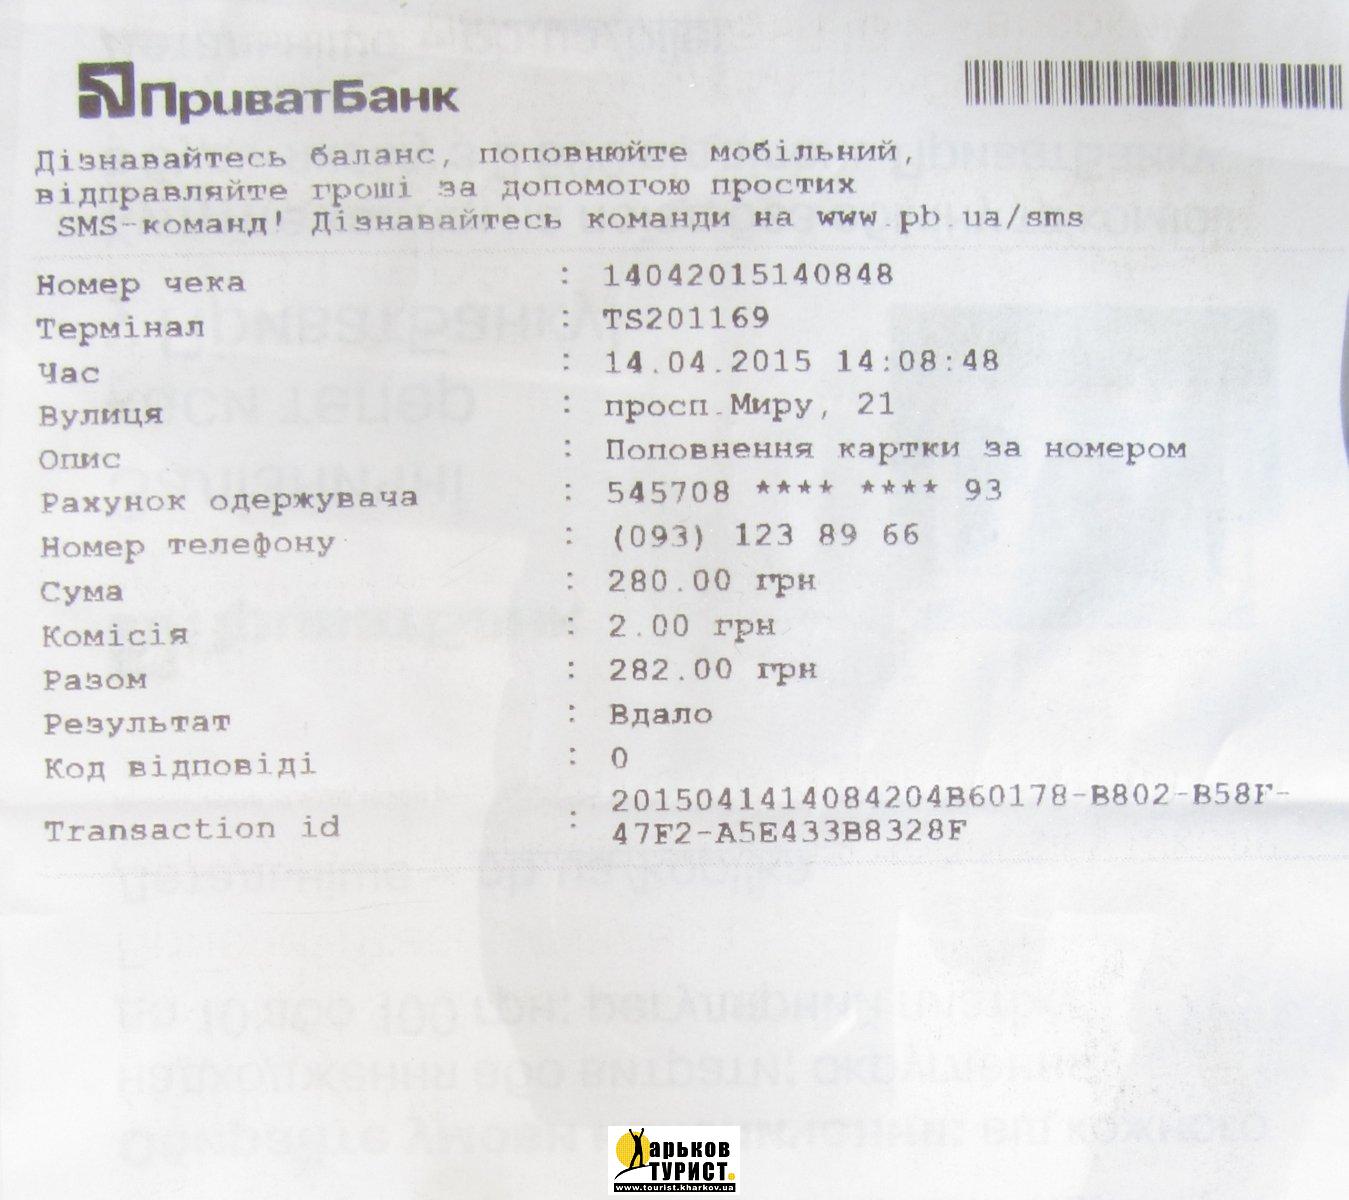 ПриватБанк
Дізнавайтесь баланс, поповнюйте мобільний,
відправляйте гроші за допомогою простих
SMS-команд! Дізнавайтесь команди на www.pb.ua/sms
Номер чека : 14042015140848
Термінал : TS201169
Час : 14.04.2015 14:08:48
Вулиця : просп.Миру, 21
Опис : Поповнення картки за номером
Рахунок одержувача : 545708 **** **** 93
Номер телефону : (093) 123 89 66
Сума : 280.00 грн
Комісія : 2.00 грн
Разом : 282.00 грн
Результат : Вдало
Код відповіді : 0
Transaction id : 2015041414084204B60178-B802-B58F-
47F2-A5E433B8328F
Харьков
ТУРИСТ.
www.tourist.kharkov.ua